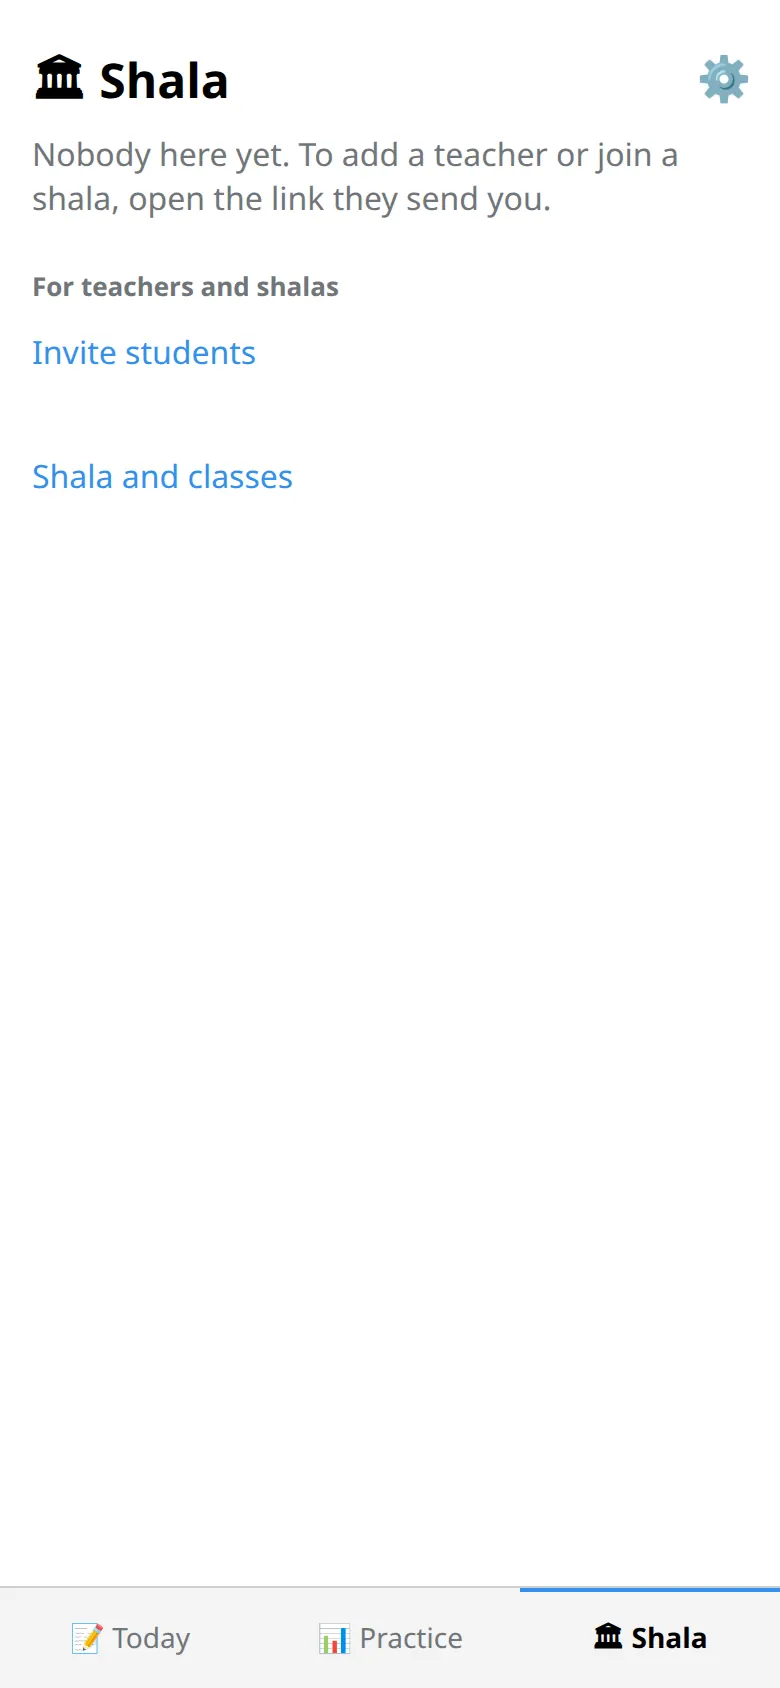 🏛 Shala
Nobody here yet. To add a teacher or join a
shala, open the link they send you.
For teachers and shalas
Invite students
Shala and classes
Today
Practice
Shala